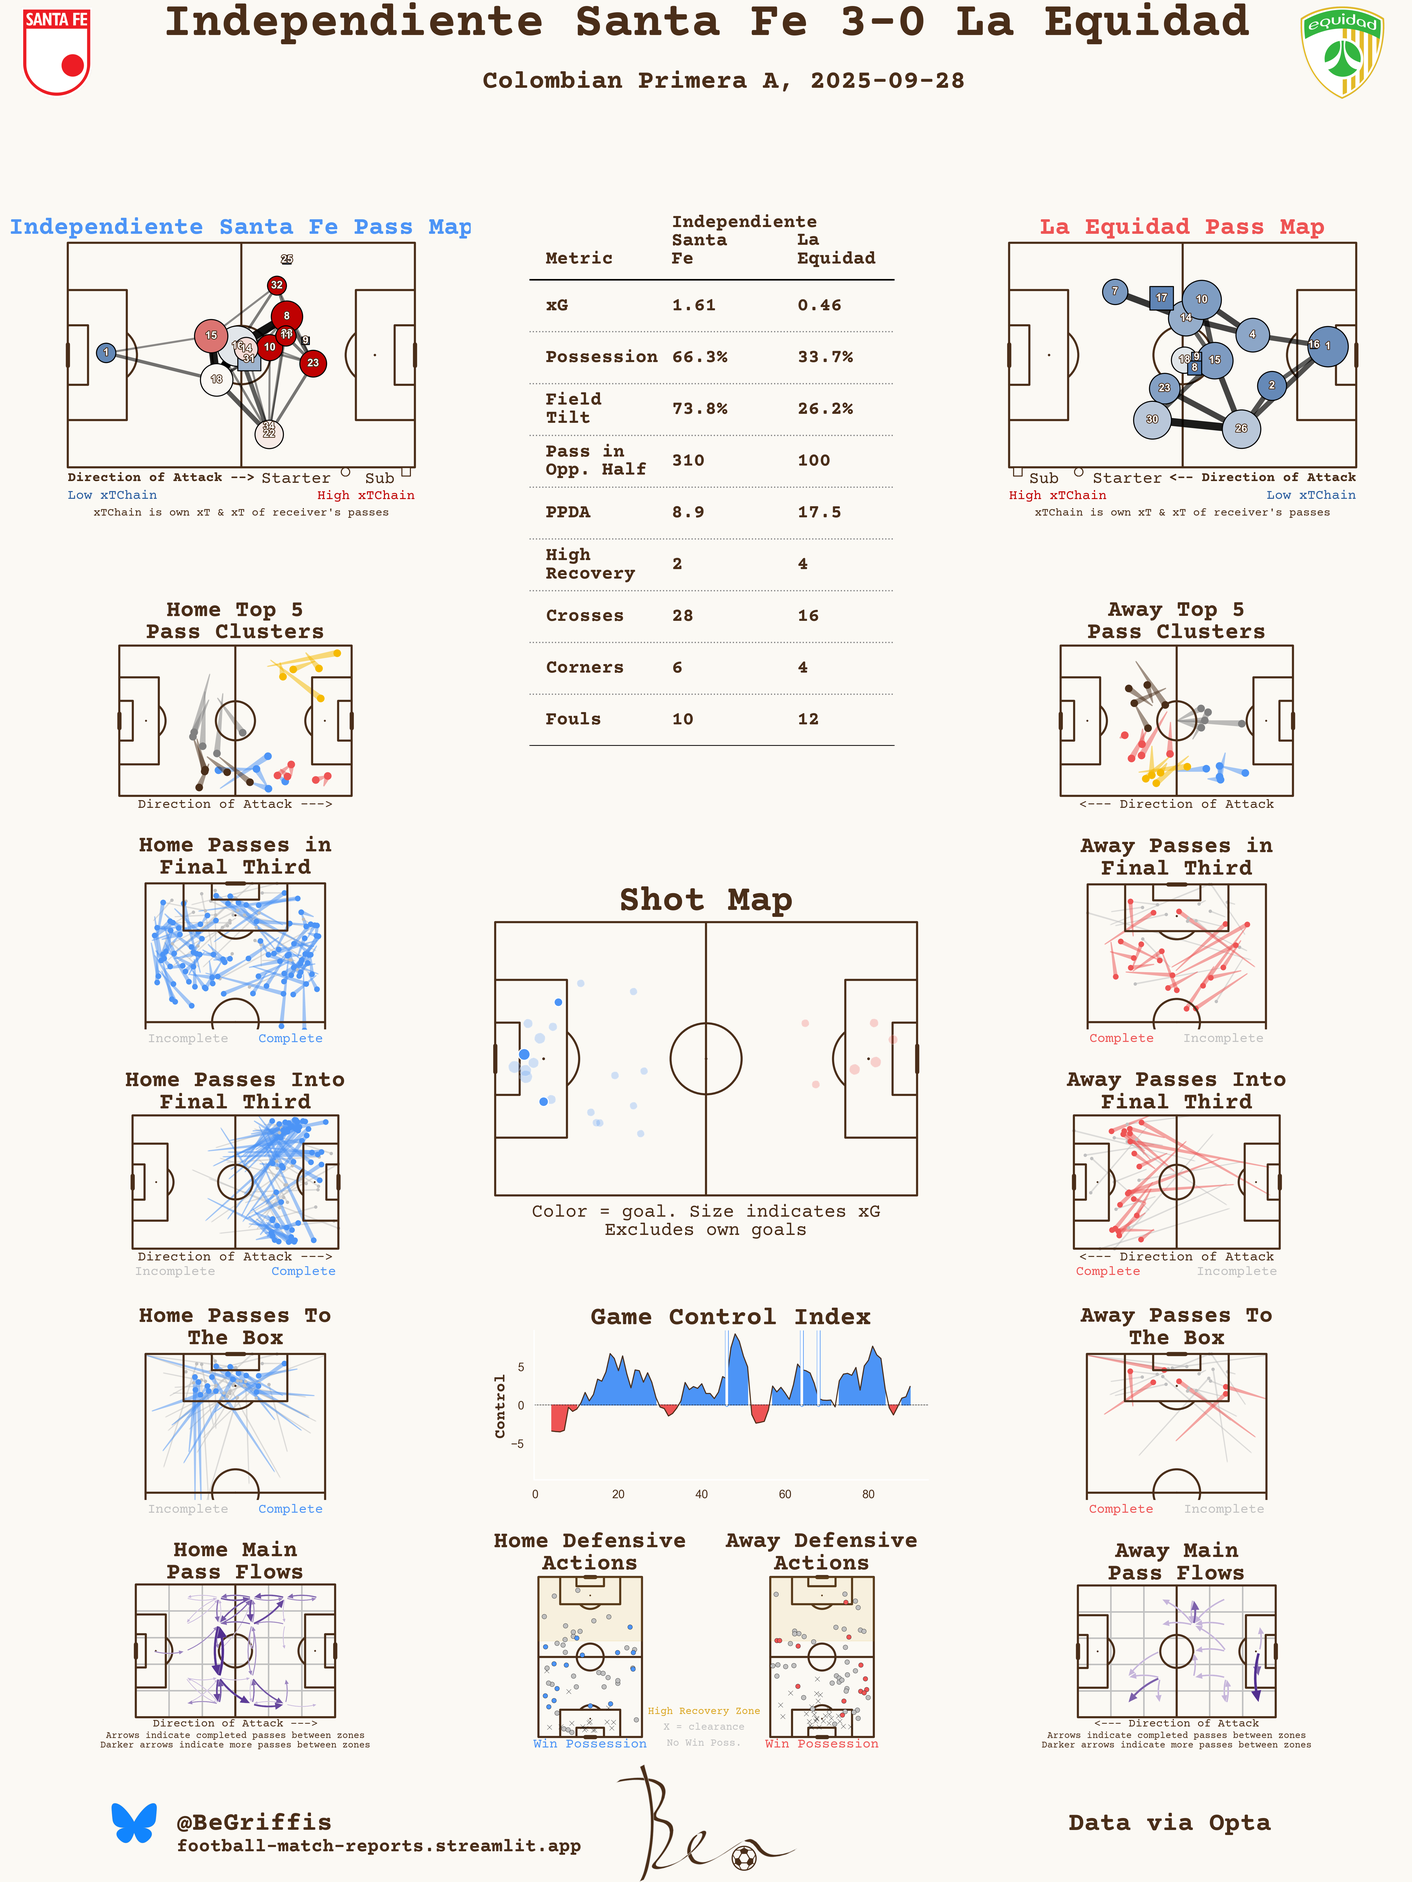 Independiente Santa Fe 3-0 La Equidad
Colombian Primera A, 2025-09-28
SANTA FE
equidad
Independiente Santa Fe Pass Map
25
32
8
15
10
9
23
1
14
31
18
22
Direction of Attack --> Starter Sub
Low xTChain High xTChain
xTChain is own xT & xT of receiver's passes
Metric Independiente Santa Fe La Equidad
xG 1.61 0.46
Possession 66.3% 33.7%
Field Tilt 73.8% 26.2%
Pass in Opp. Half 310 100
PPDA 8.9 17.5
High Recovery 2 4
Crosses 28 16
Corners 6 4
Fouls 10 12
La Equidad Pass Map
7
17
10
14
4
16
1
18
9
15
8
23
2
30
26
Sub Starter <-- Direction of Attack
High xTChain Low xTChain
xTChain is own xT & xT of receiver's passes
Home Top 5
Pass Clusters
Direction of Attack --->
Away Top 5
Pass Clusters
<--- Direction of Attack
Home Passes in
Final Third
Incomplete Complete
Away Passes in
Final Third
Complete Incomplete
Shot Map
Color = goal. Size indicates xG
Excludes own goals
Home Passes Into
Final Third
Direction of Attack --->
Incomplete Complete
Away Passes Into
Final Third
<--- Direction of Attack
Complete Incomplete
Home Passes To
The Box
Incomplete Complete
Game Control Index
Control
5
0
−5
0 20 40 60 80
Away Passes To
The Box
Complete Incomplete
Home Main
Pass Flows
Direction of Attack --->
Arrows indicate completed passes between zones
Darker arrows indicate more passes between zones
Home Defensive
Actions
Win Possession
Away Defensive
Actions
Win Possession
High Recovery Zone
X = clearance
No Win Poss.
Away Main
Pass Flows
<--- Direction of Attack
Arrows indicate completed passes between zones
Darker arrows indicate more passes between zones
@BeGriffis
football-match-reports.streamlit.app
Ben
Data via Opta